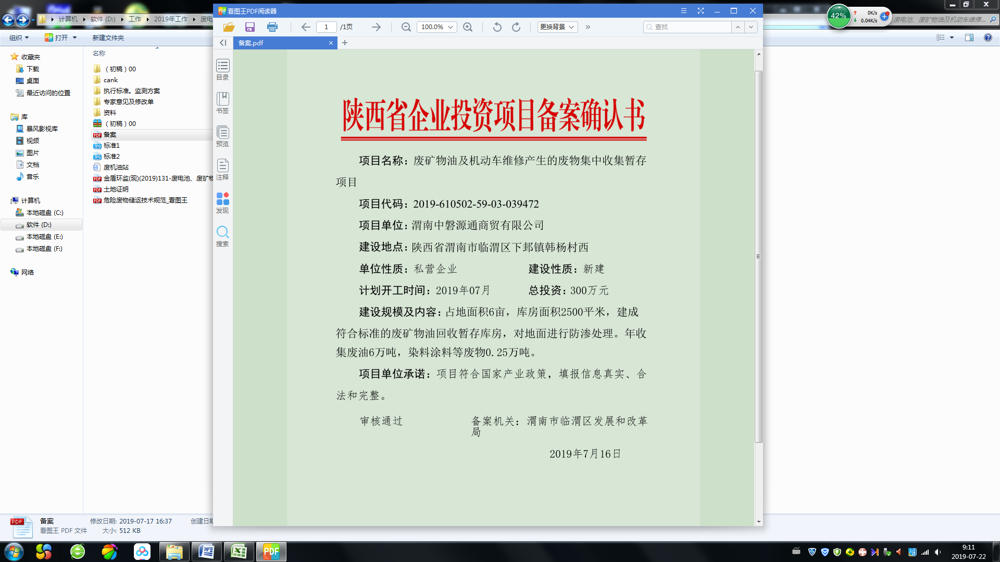 看图王PDF阅读器
42%
0K/s
0.04K/s
计算机 软件 (D:) 工作 2019年工作 废电
废电池、废矿物油及机动车维修...
1 /1页 100.0% 更换背景 查找
组织 打开 新建文件夹
备案.pdf
名称
收藏夹
下载
桌面
最近访问的位置
库
暴风影视库
视频
图片
文档
音乐
计算机
本地磁盘 (C:)
软件 (D:)
本地磁盘 (E:)
本地磁盘 (F:)
网络
（初稿）00
cank
执行标准。监测方案
专家意见及修改单
资料
（初稿）00
备案
标准1
标准2
废机油站
金盾环监(现)(2019)131-废电池、废矿物
土地证明
危险废物储运技术规范_看图王
目录
书签
预览
注释
发现
搜索
陕西省企业投资项目备案确认书
项目名称：废矿物油及机动车维修产生的废物集中收集暂存
项目
项目代码：2019-610502-59-03-039472
项目单位：渭南中磐源通商贸有限公司
建设地点：陕西省渭南市临渭区下邽镇韩杨村西
单位性质：私营企业 建设性质：新建
计划开工时间：2019年07月 总投资：300万元
建设规模及内容：占地面积6亩，库房面积2500平米，建成
符合标准的废矿物油回收暂存库房，对地面进行防渗处理。年收
集废油6万吨，染料涂料等废物0.25万吨。
项目单位承诺：项目符合国家产业政策，填报信息真实、合
法和完整。
审核通过 备案机关：渭南市临渭区发展和改革
局
2019年7月16日
备案 修改日期: 2019-07-17 16:37 创建日期
看图王 PDF 文件 大小: 512 KB
9:11
2019-07-22